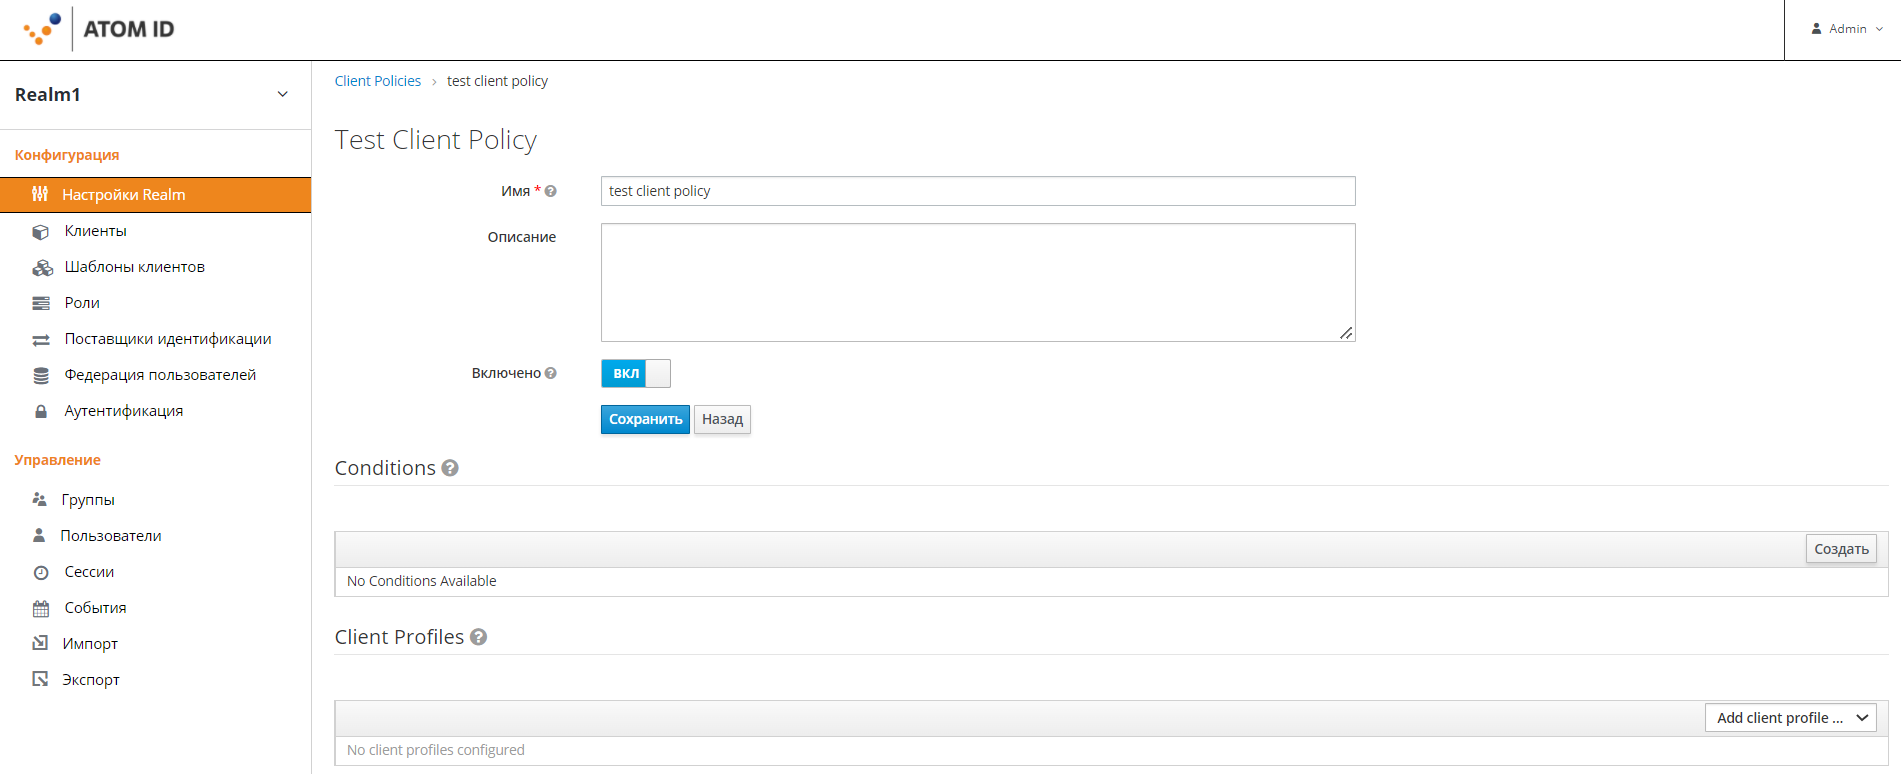 ATOM ID
Admin
Realm1
Конфигурация
Настройки Realm
Клиенты
Шаблоны клиентов
Роли
Поставщики идентификации
Федерация пользователей
Аутентификация
Управление
Группы
Пользователи
Сессии
События
Импорт
Экспорт
Client Policies › test client policy
Test Client Policy
Имя * test client policy
Описание
Включено ВКЛ
Сохранить Назад
Conditions
Создать
No Conditions Available
Client Profiles
Add client profile ...
No client profiles configured